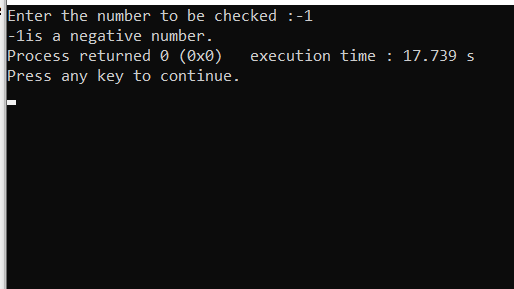 Enter the number to be checked :-1
-1is a negative number.
Process returned 0 (0x0)   execution time : 17.739 s
Press any key to continue.